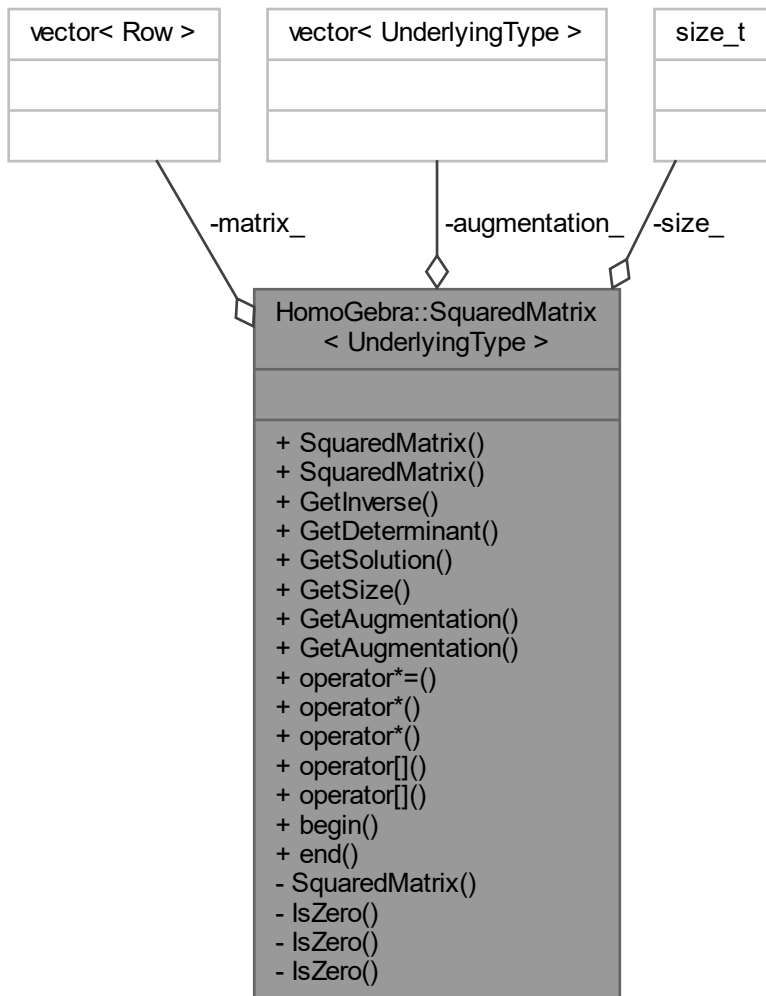 vector< Row >
vector< UnderlyingType >
size_t
-matrix_
-augmentation_
-size_
HomoGebra::SquaredMatrix
< UnderlyingType >
+ SquaredMatrix()
+ SquaredMatrix()
+ GetInverse()
+ GetDeterminant()
+ GetSolution()
+ GetSize()
+ GetAugmentation()
+ GetAugmentation()
+ operator*=()
+ operator*()
+ operator*()
+ operator[]()
+ operator[]()
+ begin()
+ end()
- SquaredMatrix()
- IsZero()
- IsZero()
- IsZero()